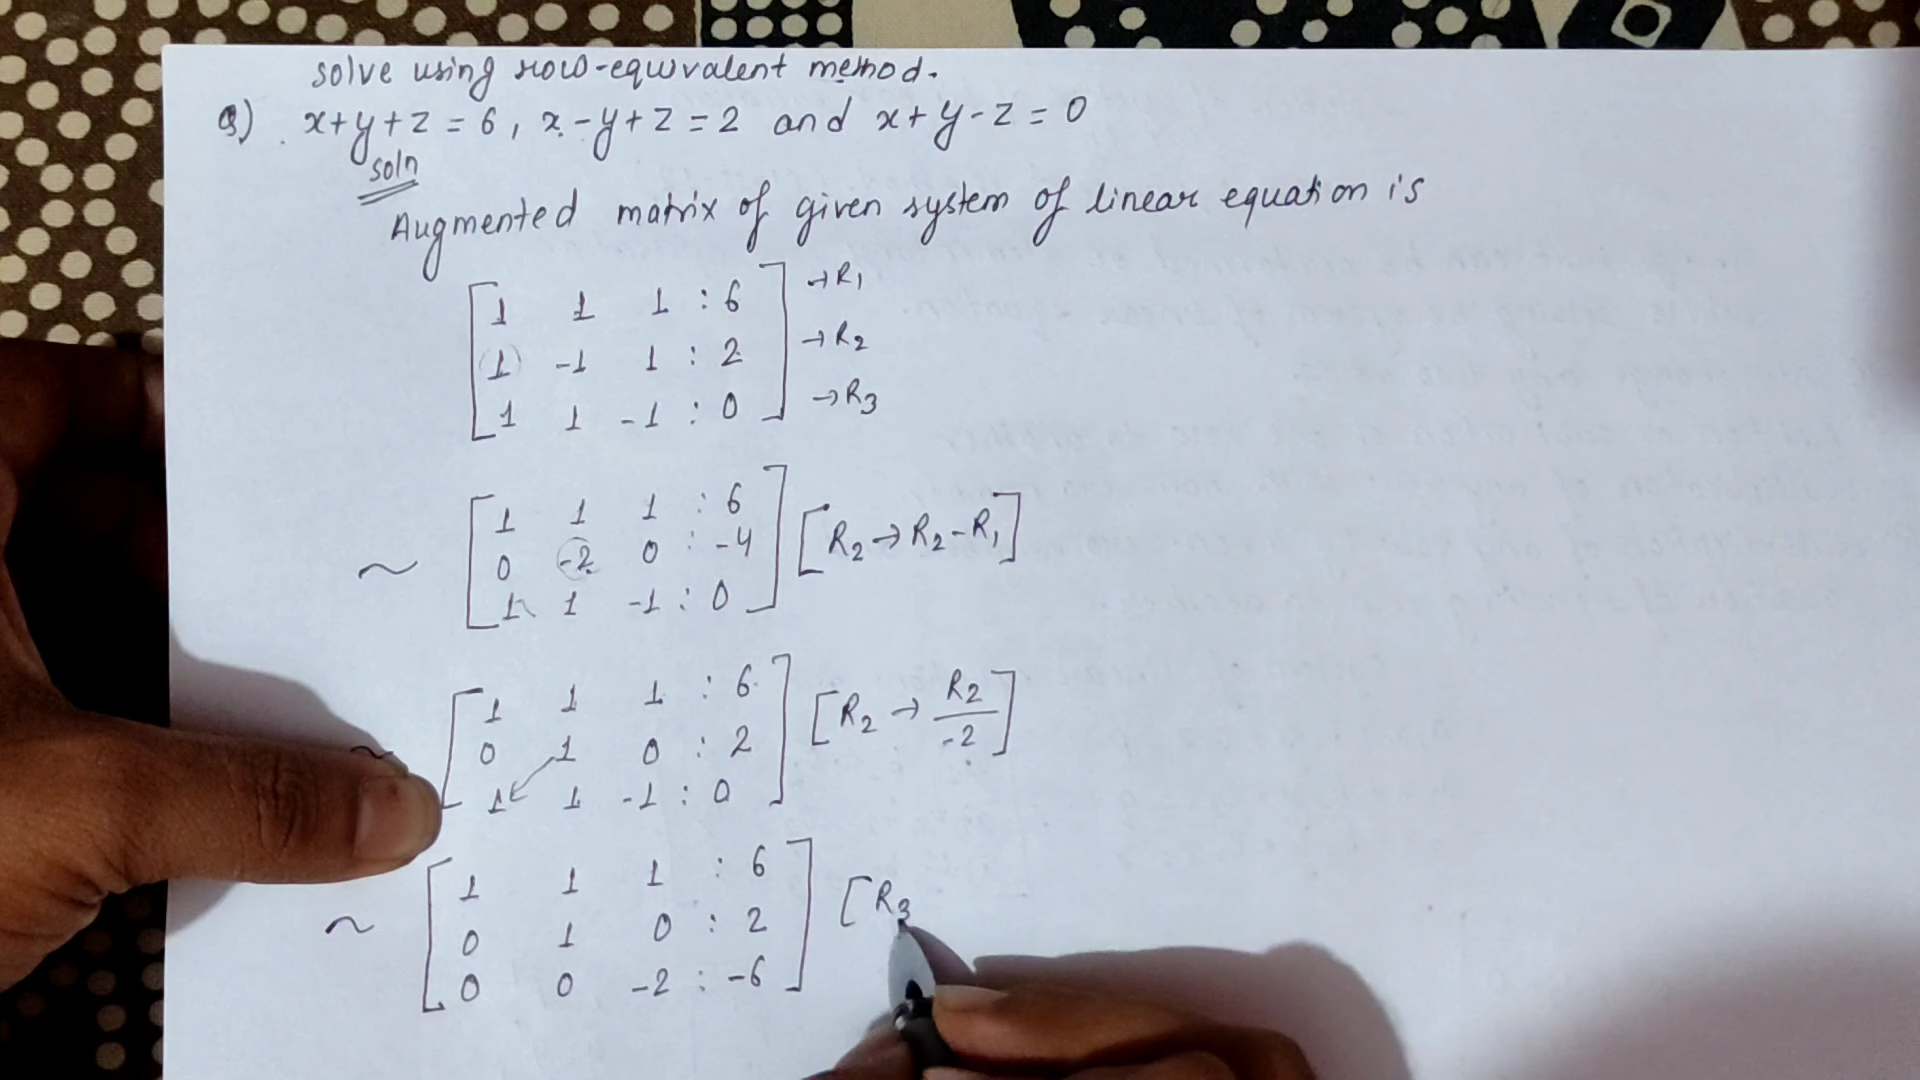 solve using row-equivalent method.
Q) x+y+z = 6, x-y+z = 2 and x+y-z = 0
soln
Augmented matrix of given system of linear equation is
1 1 1 : 6 →R1
1 -1 1 : 2 →R2
1 1 -1 : 0 →R3
1 1 1 : 6
~ 0 -2 0 : -4 [R2→R2-R1]
1 1 -1 : 0
1 1 1 : 6
~ 0 1 0 : 2 [R2→R2/-2]
1 1 -1 : 0
1 1 1 : 6 [R3
~ 0 1 0 : 2
0 0 -2 : -6